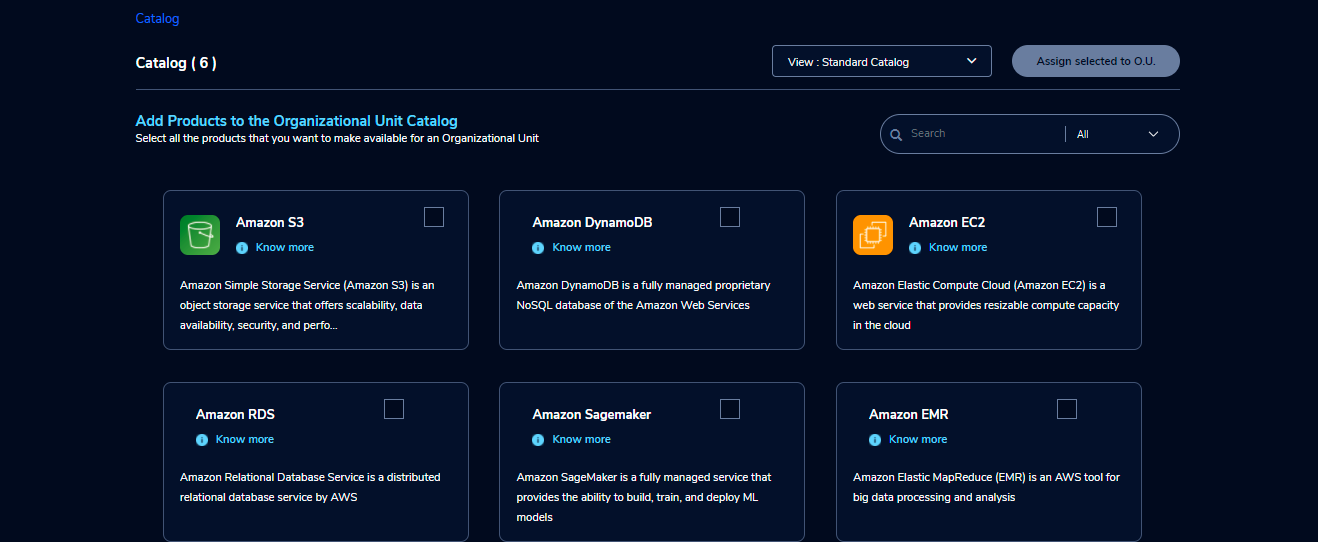 Catalog
Catalog ( 6 )
View : Standard Catalog
Assign selected to O.U.
Add Products to the Organizational Unit Catalog
Select all the products that you want to make available for an Organizational Unit
Search
All
Amazon S3
Know more
Amazon Simple Storage Service (Amazon S3) is an
object storage service that offers scalability, data
availability, security, and perfo...
Amazon DynamoDB
Know more
Amazon DynamoDB is a fully managed proprietary
NoSQL database of the Amazon Web Services
Amazon EC2
Know more
Amazon Elastic Compute Cloud (Amazon EC2) is a
web service that provides resizable compute capacity
in the cloud
Amazon RDS
Know more
Amazon Relational Database Service is a distributed
relational database service by AWS
Amazon Sagemaker
Know more
Amazon SageMaker is a fully managed service that
provides the ability to build, train, and deploy ML
models
Amazon EMR
Know more
Amazon Elastic MapReduce (EMR) is an AWS tool for
big data processing and analysis